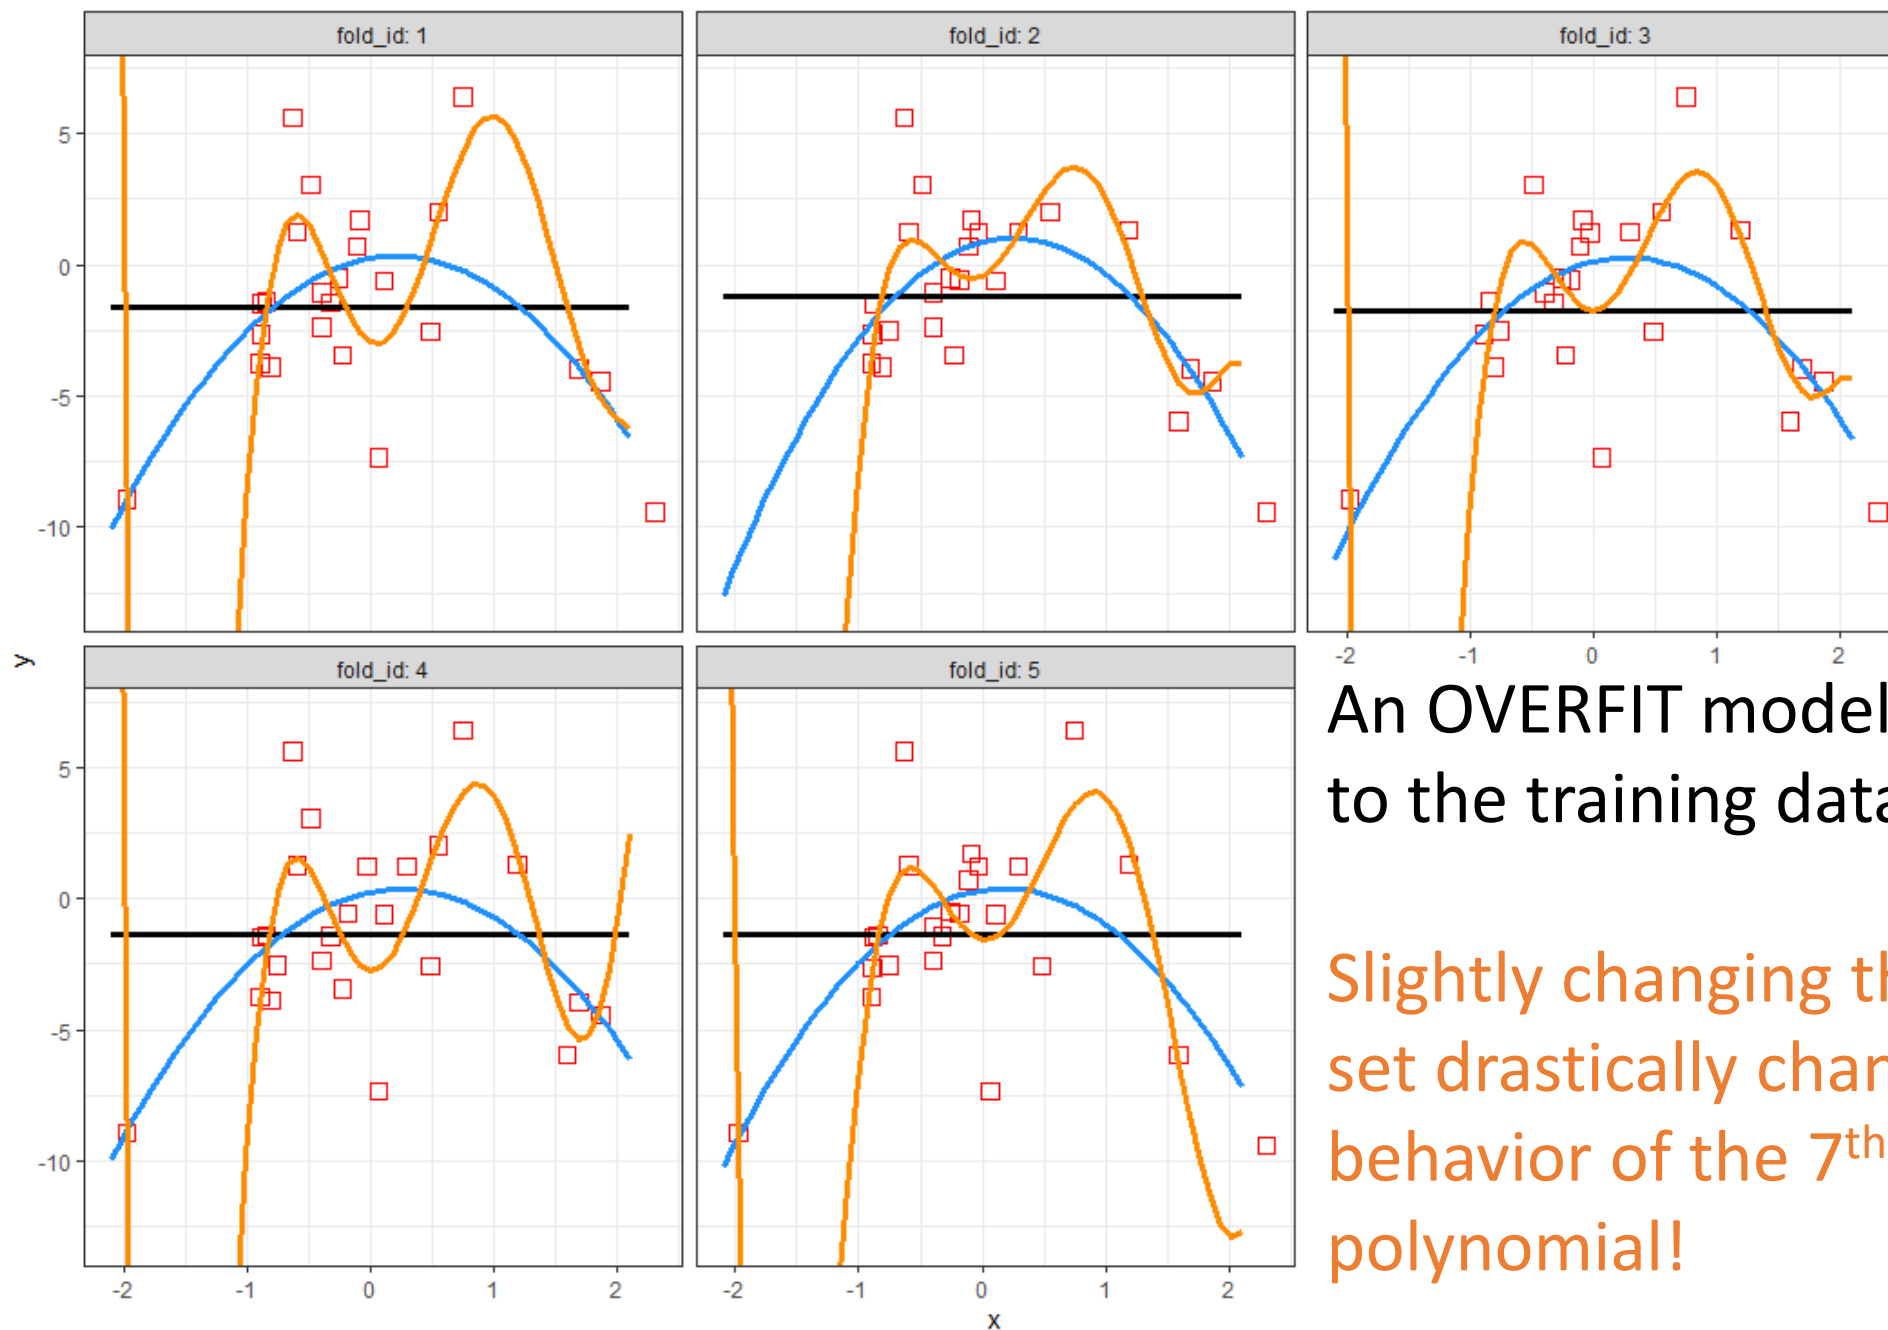 fold_id: 1
fold_id: 2
fold_id: 3
5
0
-5
-10
-2 -1 0 1 2
y
fold_id: 4
fold_id: 5
5
0
-5
-10
-2 -1 0 1 2
-2 -1 0 1 2
x
An OVERFIT model
to the training data
Slightly changing th
set drastically chan
behavior of the 7th
polynomial!